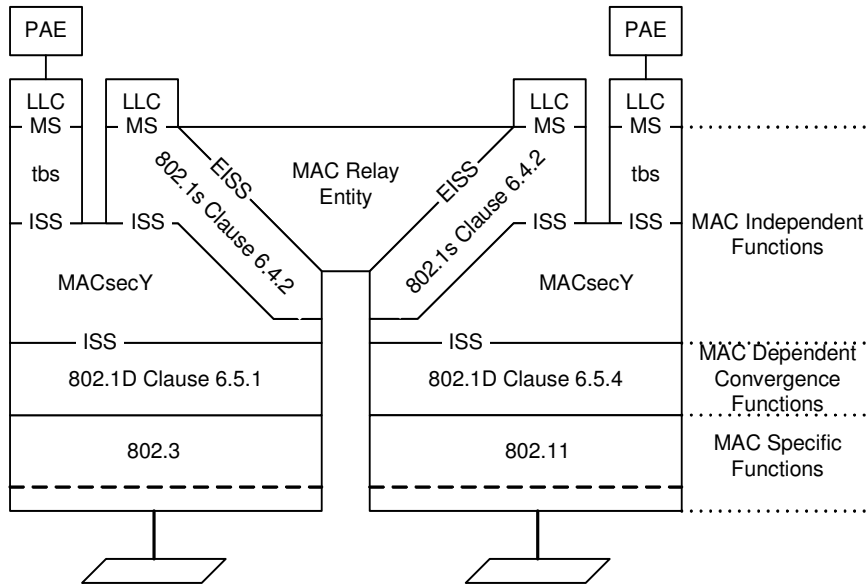 PAE
PAE
LLC
LLC
LLC
LLC
MS
MS
MS
MS
tbs
EISS
802.1s Clause 6.4.2
MAC Relay
Entity
EISS
802.1s Clause 6.4.2
tbs
ISS
ISS
ISS
ISS
MAC Independent
Functions
MACsecY
MACsecY
ISS
ISS
802.1D Clause 6.5.1
802.1D Clause 6.5.4
MAC Dependent
Convergence
Functions
802.3
802.11
MAC Specific
Functions